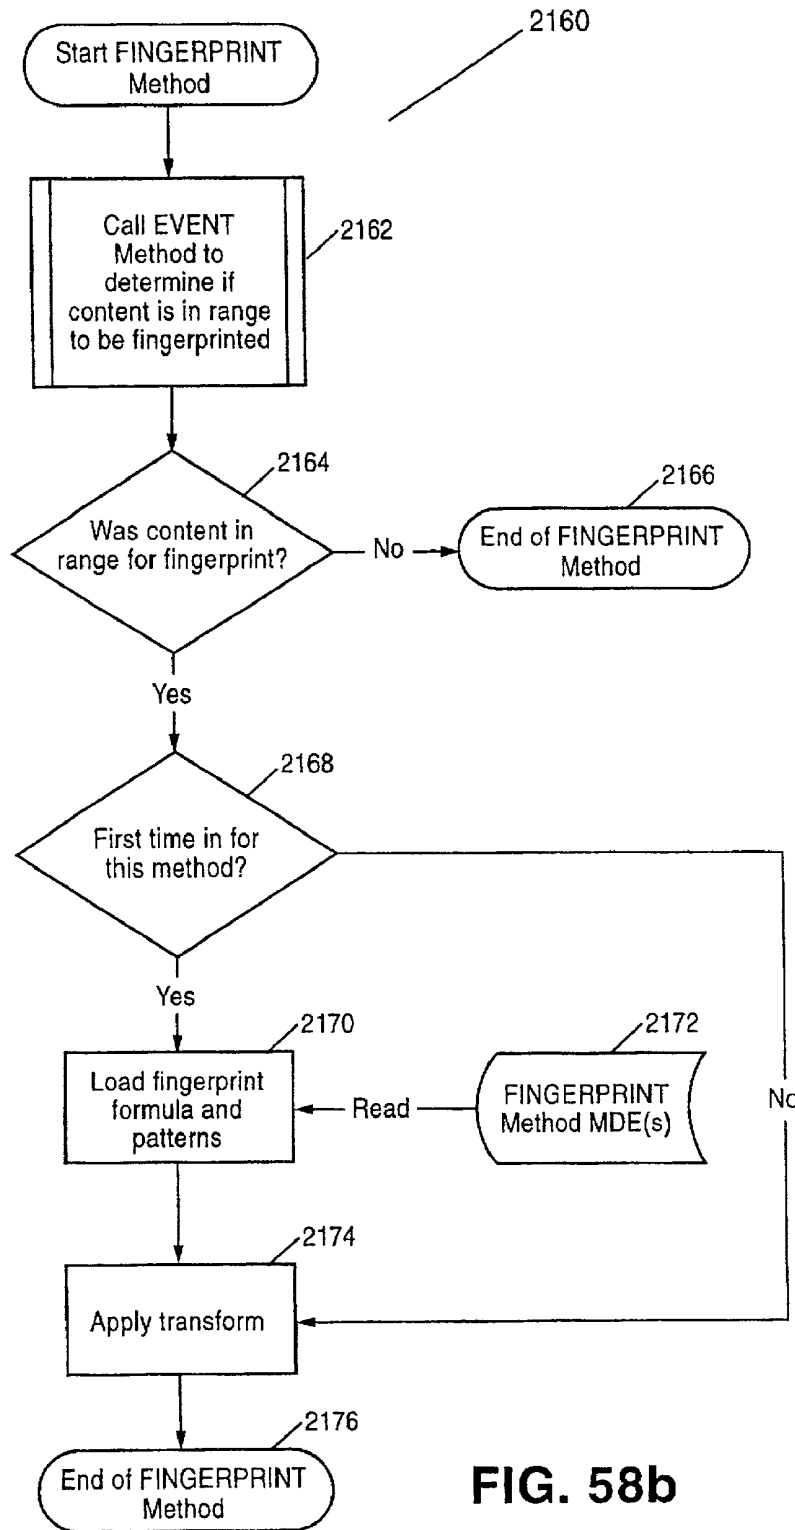 2160
Start FINGERPRINT
Method
Call EVENT
Method to
determine if
content is in range
to be fingerprinted
2162
2164
Was content in
range for fingerprint?
No
2166
End of FINGERPRINT
Method
Yes
2168
First time in for
this method?
Yes
No
2170
Load fingerprint
formula and
patterns
Read
2172
FINGERPRINT
Method MDE(s)
2174
Apply transform
2176
End of FINGERPRINT
Method
FIG. 58b